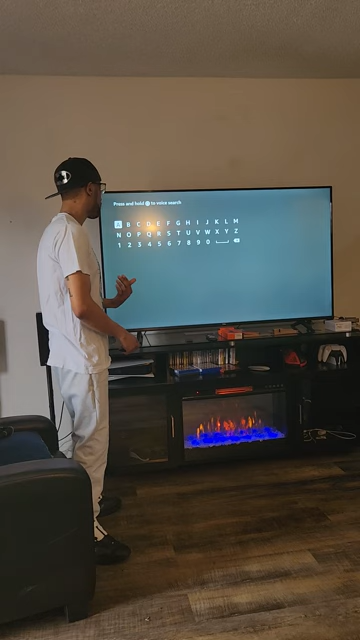 Press and hold to voice search
A B C D E F G H I J K L M
N O P Q R S T U V W X Y Z
1 2 3 4 5 6 7 8 9 0